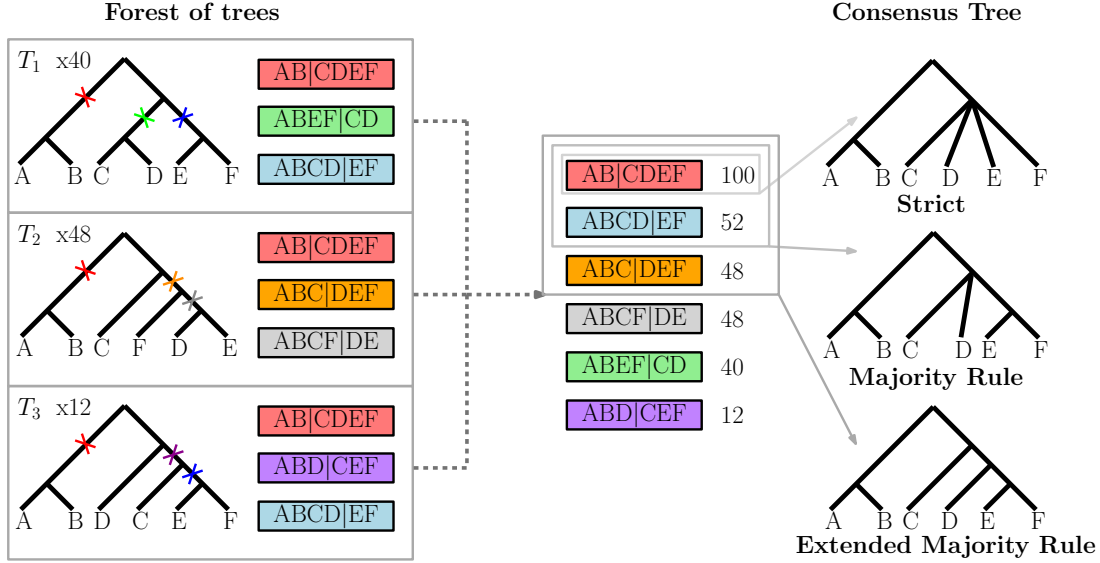 Forest of trees
Consensus Tree
T1 x40
AB|CDEF
ABEF|CD
ABCD|EF
A B C D E F
T2 x48
AB|CDEF
ABC|DEF
ABCF|DE
A B C F D E
T3 x12
AB|CDEF
ABD|CEF
ABCD|EF
A B D C E F
AB|CDEF 100
ABCD|EF 52
ABC|DEF 48
ABCF|DE 48
ABEF|CD 40
ABD|CEF 12
A B C D E F
Strict
A B C D E F
Majority Rule
A B C D E F
Extended Majority Rule